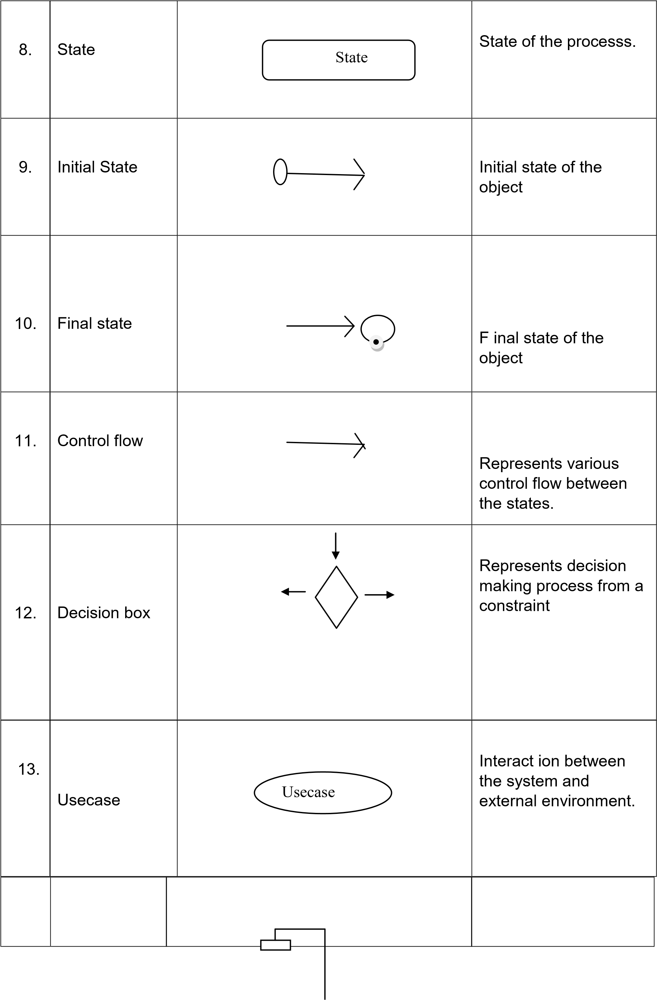 8.
State
State
State of the processs.
9.
Initial State
Initial state of the
object
10.
Final state
F inal state of the
object
11.
Control flow
Represents various
control flow between
the states.
12.
Decision box
Represents decision
making process from a
constraint
13.
Usecase
Usecase
Interact ion between
the system and
external environment.